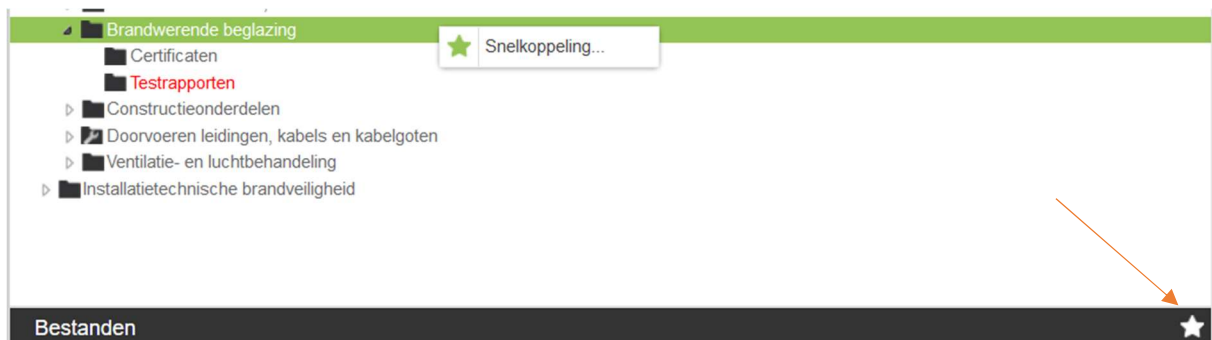 Brandwerende beglazing
Snelkoppeling...
Certificaten
Testrapporten
Constructieonderdelen
Doorvoeren leidingen, kabels en kabelgoten
Ventilatie- en luchtbehandeling
Installatietechnische brandveiligheid
Bestanden